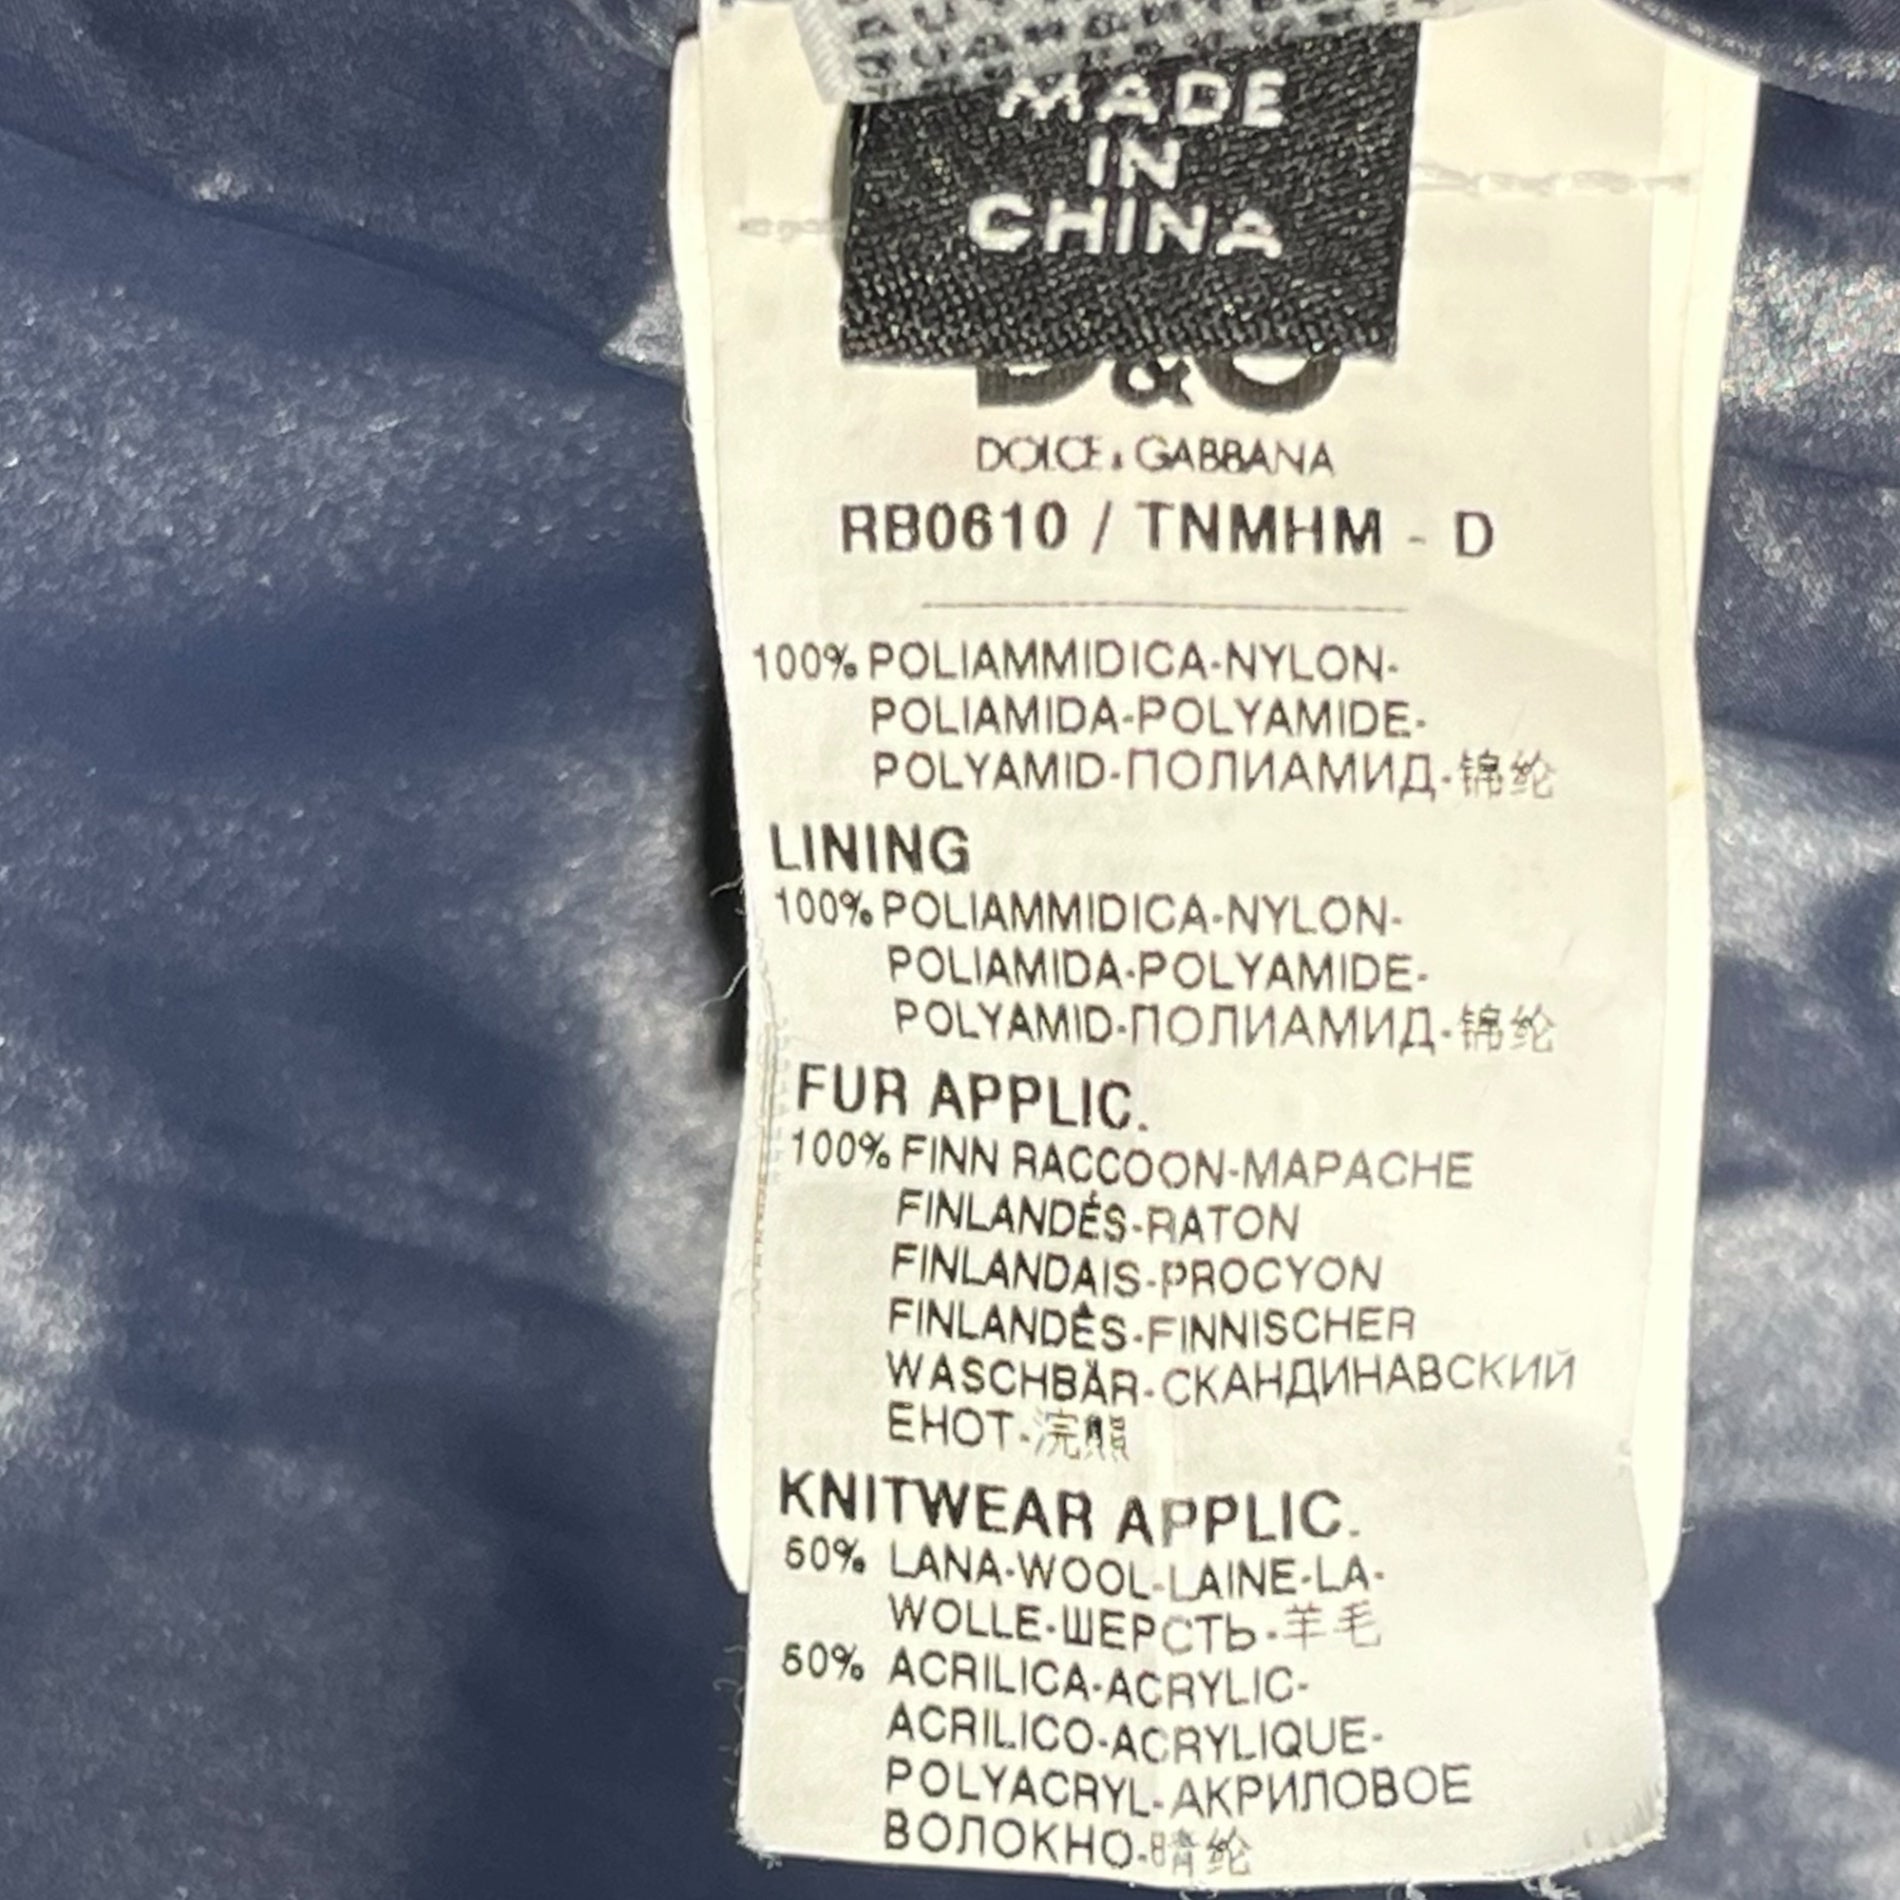 MADE
IN
CHINA
D&G
DOLCE & GABBANA
RB0610 / TNMHM - D
100% POLIAMMIDICA-NYLON-
POLIAMIDA-POLYAMIDE-
POLYAMID-ПОЛИАМИД-锦纶
LINING
100% POLIAMMIDICA-NYLON-
POLIAMIDA-POLYAMIDE-
POLYAMID-ПОЛИАМИД-锦纶
FUR APPLIC.
100% FINN RACCOON-MAPACHE
FINLANDÉS-RATON
FINLANDAIS-PROCYON
FINLANDÊS-FINNISCHER
WASCHBÄR-СКАНДИНАВСКИЙ
ЕНОТ-浣熊
KNITWEAR APPLIC.
50% LANA-WOOL-LAINE-LA-
WOLLE-ШЕРСТЬ-羊毛
50% ACRILICA-ACRYLIC-
ACRILICO-ACRYLIQUE-
POLYACRYL-АКРИЛОВОЕ
ВОЛОКНО-晴纶